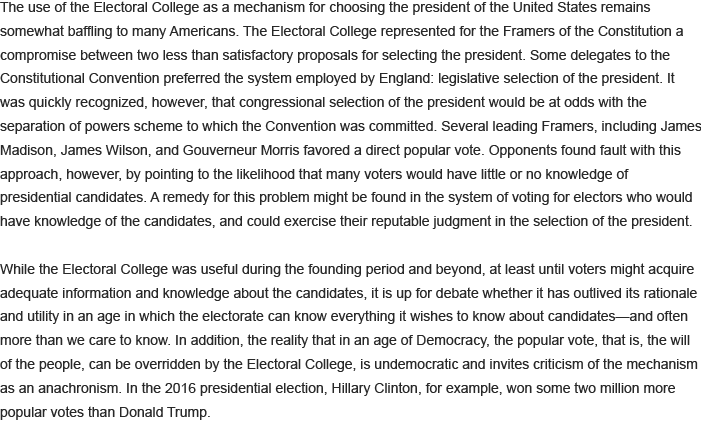 The use of the Electoral College as a mechanism for choosing the president of the United States remains
somewhat baffling to many Americans. The Electoral College represented for the Framers of the Constitution a
compromise between two less than satisfactory proposals for selecting the president. Some delegates to the
Constitutional Convention preferred the system employed by England: legislative selection of the president. It
was quickly recognized, however, that congressional selection of the president would be at odds with the
separation of powers scheme to which the Convention was committed. Several leading Framers, including James
Madison, James Wilson, and Gouverneur Morris favored a direct popular vote. Opponents found fault with this
approach, however, by pointing to the likelihood that many voters would have little or no knowledge of
presidential candidates. A remedy for this problem might be found in the system of voting for electors who would
have knowledge of the candidates, and could exercise their reputable judgment in the selection of the president.
While the Electoral College was useful during the founding period and beyond, at least until voters might acquire
adequate information and knowledge about the candidates, it is up for debate whether it has outlived its rationale
and utility in an age in which the electorate can know everything it wishes to know about candidates—and often
more than we care to know. In addition, the reality that in an age of Democracy, the popular vote, that is, the will
of the people, can be overridden by the Electoral College, is undemocratic and invites criticism of the mechanism
as an anachronism. In the 2016 presidential election, Hillary Clinton, for example, won some two million more
popular votes than Donald Trump.